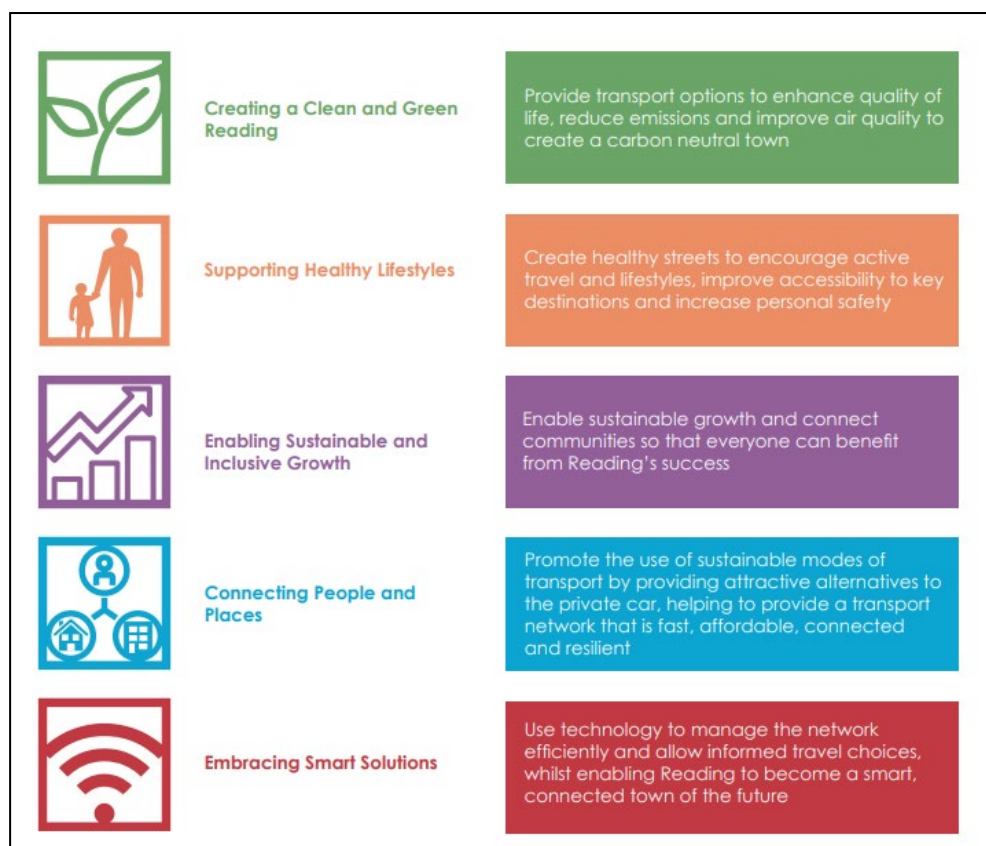 Creating a Clean and Green
Reading
Provide transport options to enhance quality of
life, reduce emissions and improve air quality to
create a carbon neutral town
Supporting Healthy Lifestyles
Create healthy streets to encourage active
travel and lifestyles, improve accessibility to key
destinations and increase personal safety
Enabling Sustainable and
Inclusive Growth
Enable sustainable growth and connect
communities so that everyone can benefit
from Reading’s success
Connecting People and
Places
Promote the use of sustainable modes of
transport by providing attractive alternatives to
the private car, helping to provide a transport
network that is fast, affordable, connected
and resilient
Embracing Smart Solutions
Use technology to manage the network
efficiently and allow informed travel choices,
whilst enabling Reading to become a smart,
connected town of the future